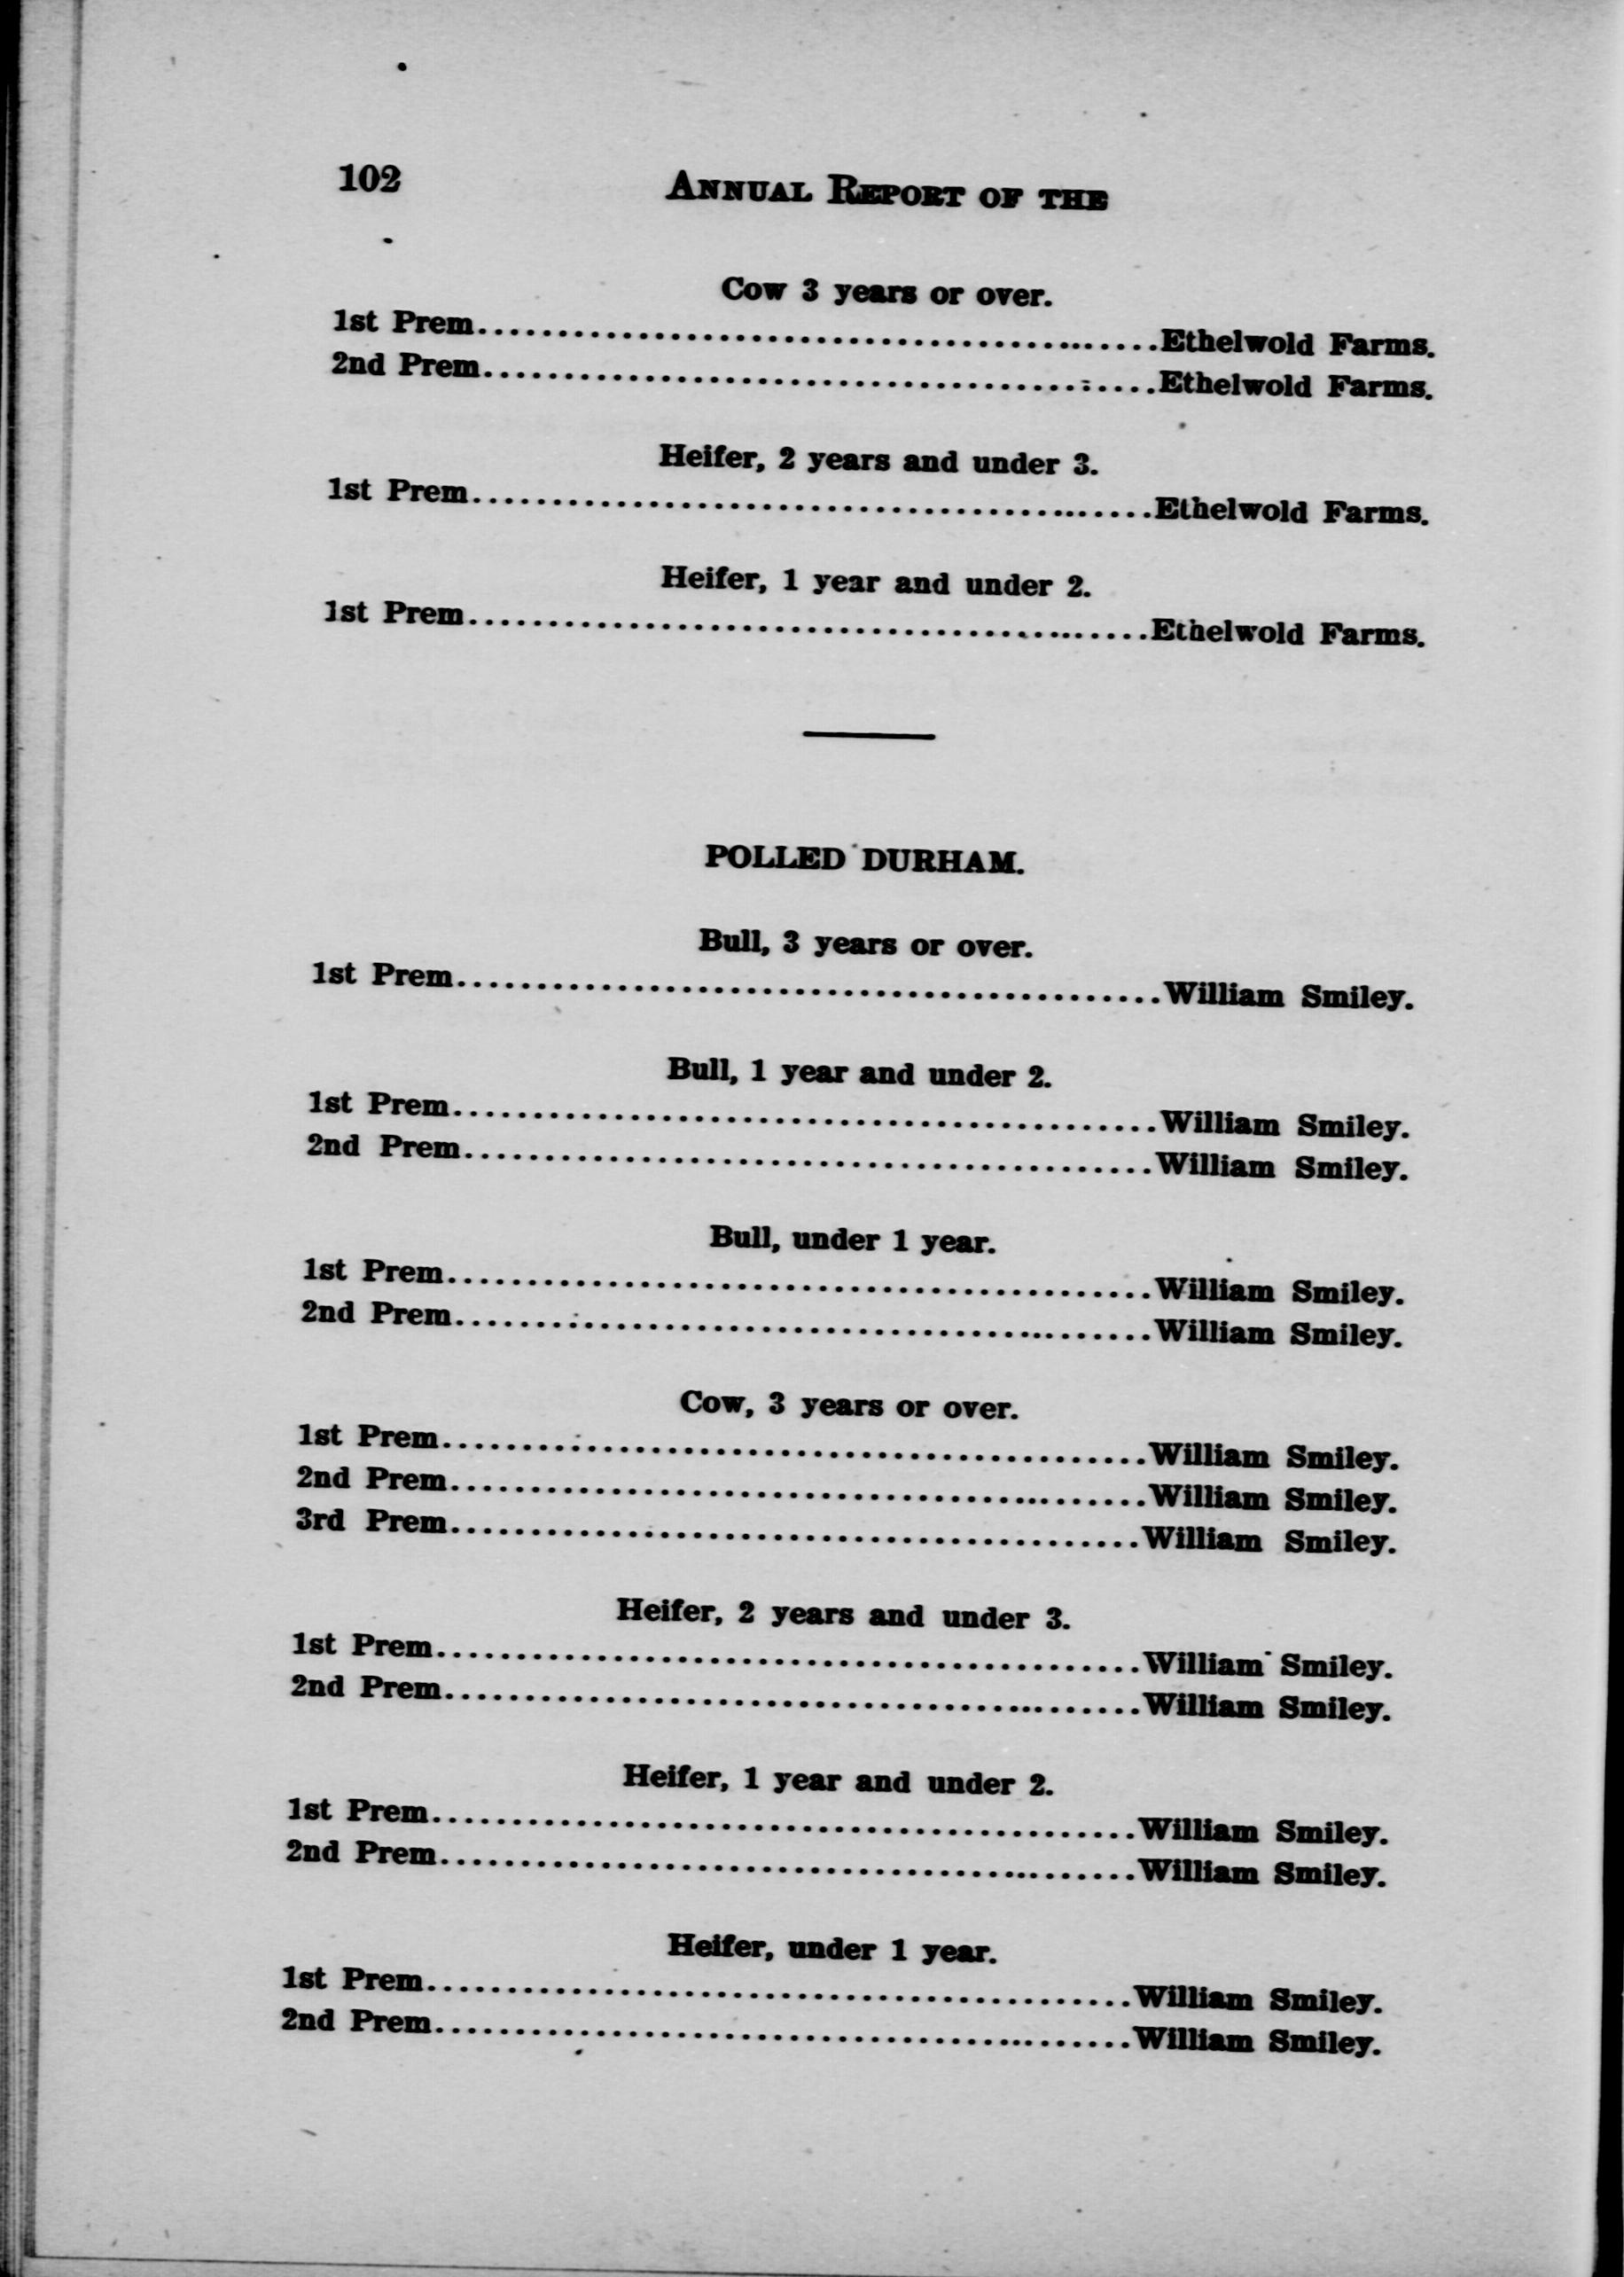 102 ANNUAL REPORT OF THE
Cow 3 years or over.
1st Prem............................................Ethelwold Farms.
2nd Prem............................................Ethelwold Farms.
Heifer, 2 years and under 3.
1st Prem............................................Ethelwold Farms.
Heifer, 1 year and under 2.
1st Prem............................................Ethelwold Farms.
POLLED DURHAM.
Bull, 3 years or over.
1st Prem............................................William Smiley.
Bull, 1 year and under 2.
1st Prem............................................William Smiley.
2nd Prem............................................William Smiley.
Bull, under 1 year.
1st Prem............................................William Smiley.
2nd Prem............................................William Smiley.
Cow, 3 years or over.
1st Prem............................................William Smiley.
2nd Prem............................................William Smiley.
3rd Prem............................................William Smiley.
Heifer, 2 years and under 3.
1st Prem............................................William Smiley.
2nd Prem............................................William Smiley.
Heifer, 1 year and under 2.
1st Prem............................................William Smiley.
2nd Prem............................................William Smiley.
Heifer, under 1 year.
1st Prem............................................William Smiley.
2nd Prem............................................William Smiley.